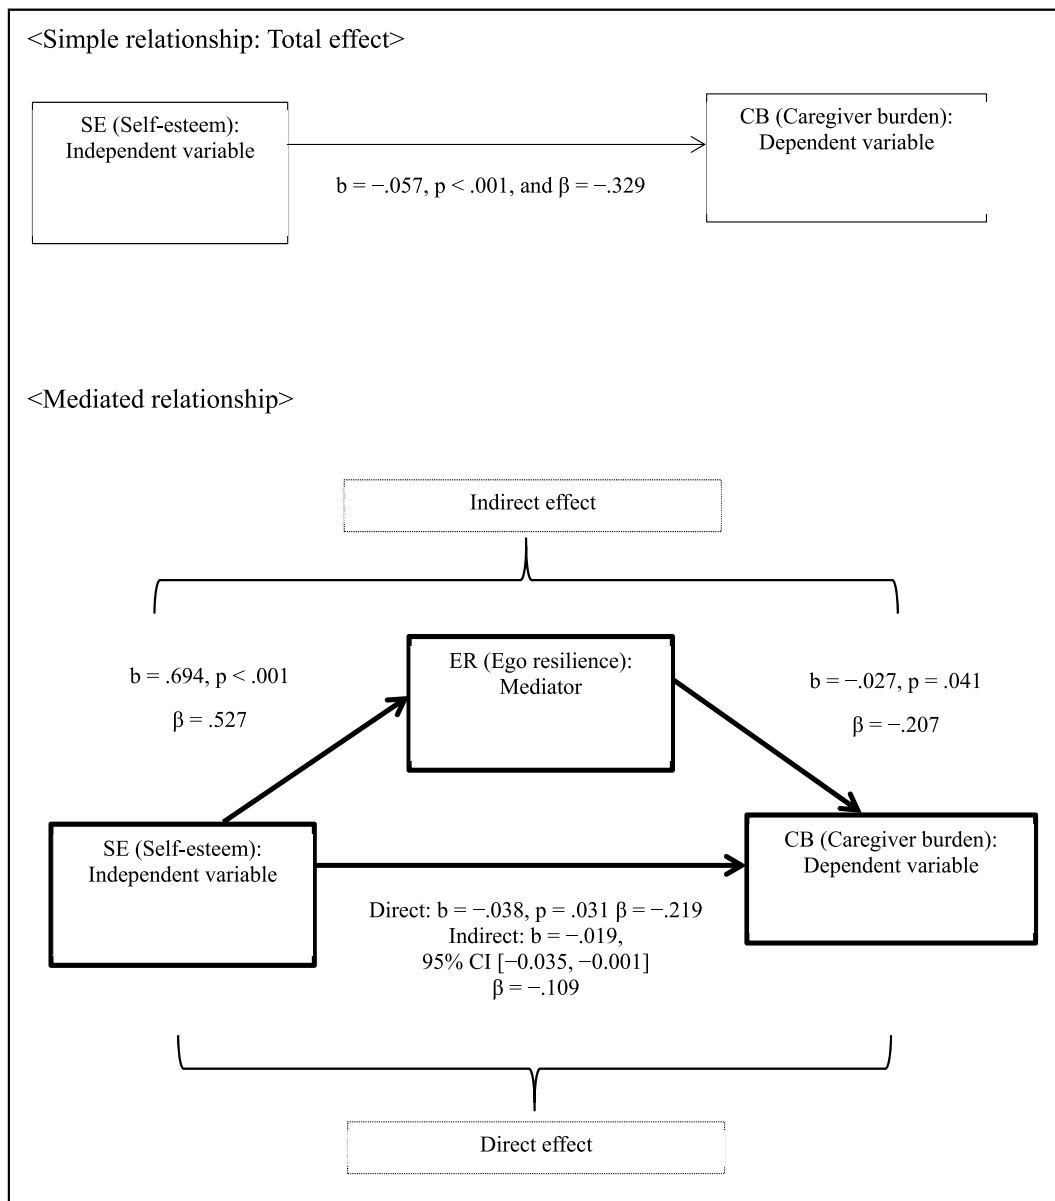 <Simple relationship: Total effect>
SE (Self-esteem):
Independent variable
CB (Caregiver burden):
Dependent variable
b = −.057, p < .001, and β = −.329
<Mediated relationship>
Indirect effect
b = .694, p < .001
β = .527
ER (Ego resilience):
Mediator
b = −.027, p = .041
β = −.207
SE (Self-esteem):
Independent variable
CB (Caregiver burden):
Dependent variable
Direct: b = −.038, p = .031 β = −.219
Indirect: b = −.019,
95% CI [−0.035, −0.001]
β = −.109
Direct effect